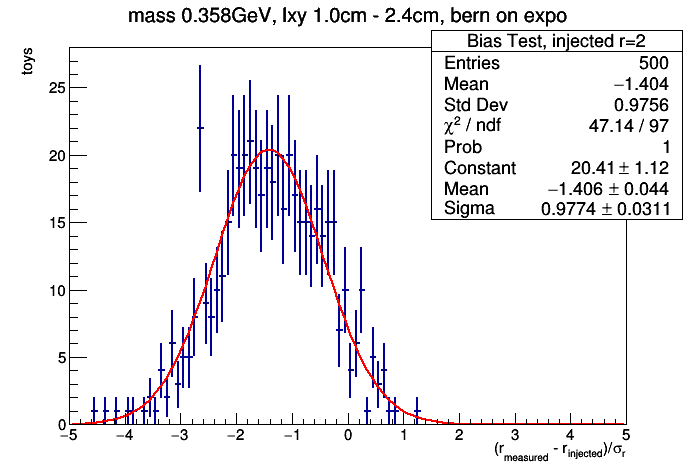 mass 0.358GeV, lxy 1.0cm - 2.4cm, bern on expo
toys
Bias Test, injected r=2
Entries 500
Mean −1.404
Std Dev 0.9756
χ² / ndf 47.14 / 97
Prob 1
Constant 20.41 ± 1.12
Mean −1.406 ± 0.044
Sigma 0.9774 ± 0.0311
25
20
15
10
5
0
−5 −4 −3 −2 −1 0 1 2 3 4 5
(r_measured - r_injected)/σ_r